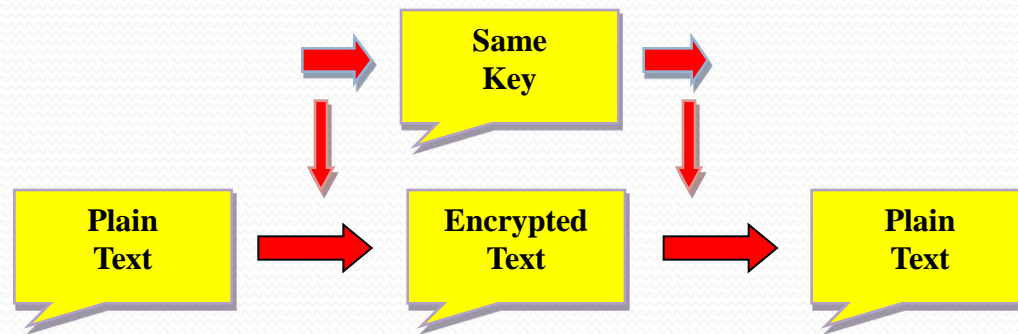 Same
Key
Plain
Text
Encrypted
Text
Plain
Text